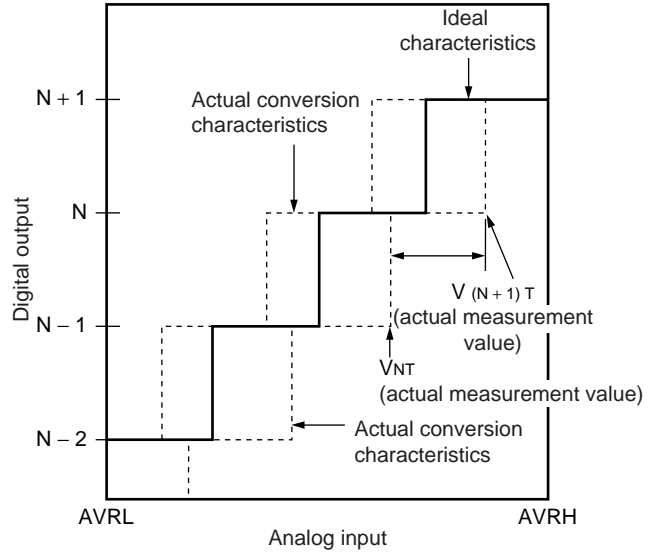 Ideal
characteristics
N + 1
Actual conversion
characteristics
N
Digital output
V (N + 1) T
(actual measurement
value)
N – 1
VNT
(actual measurement value)
Actual conversion
characteristics
N – 2
AVRL
AVRH
Analog input